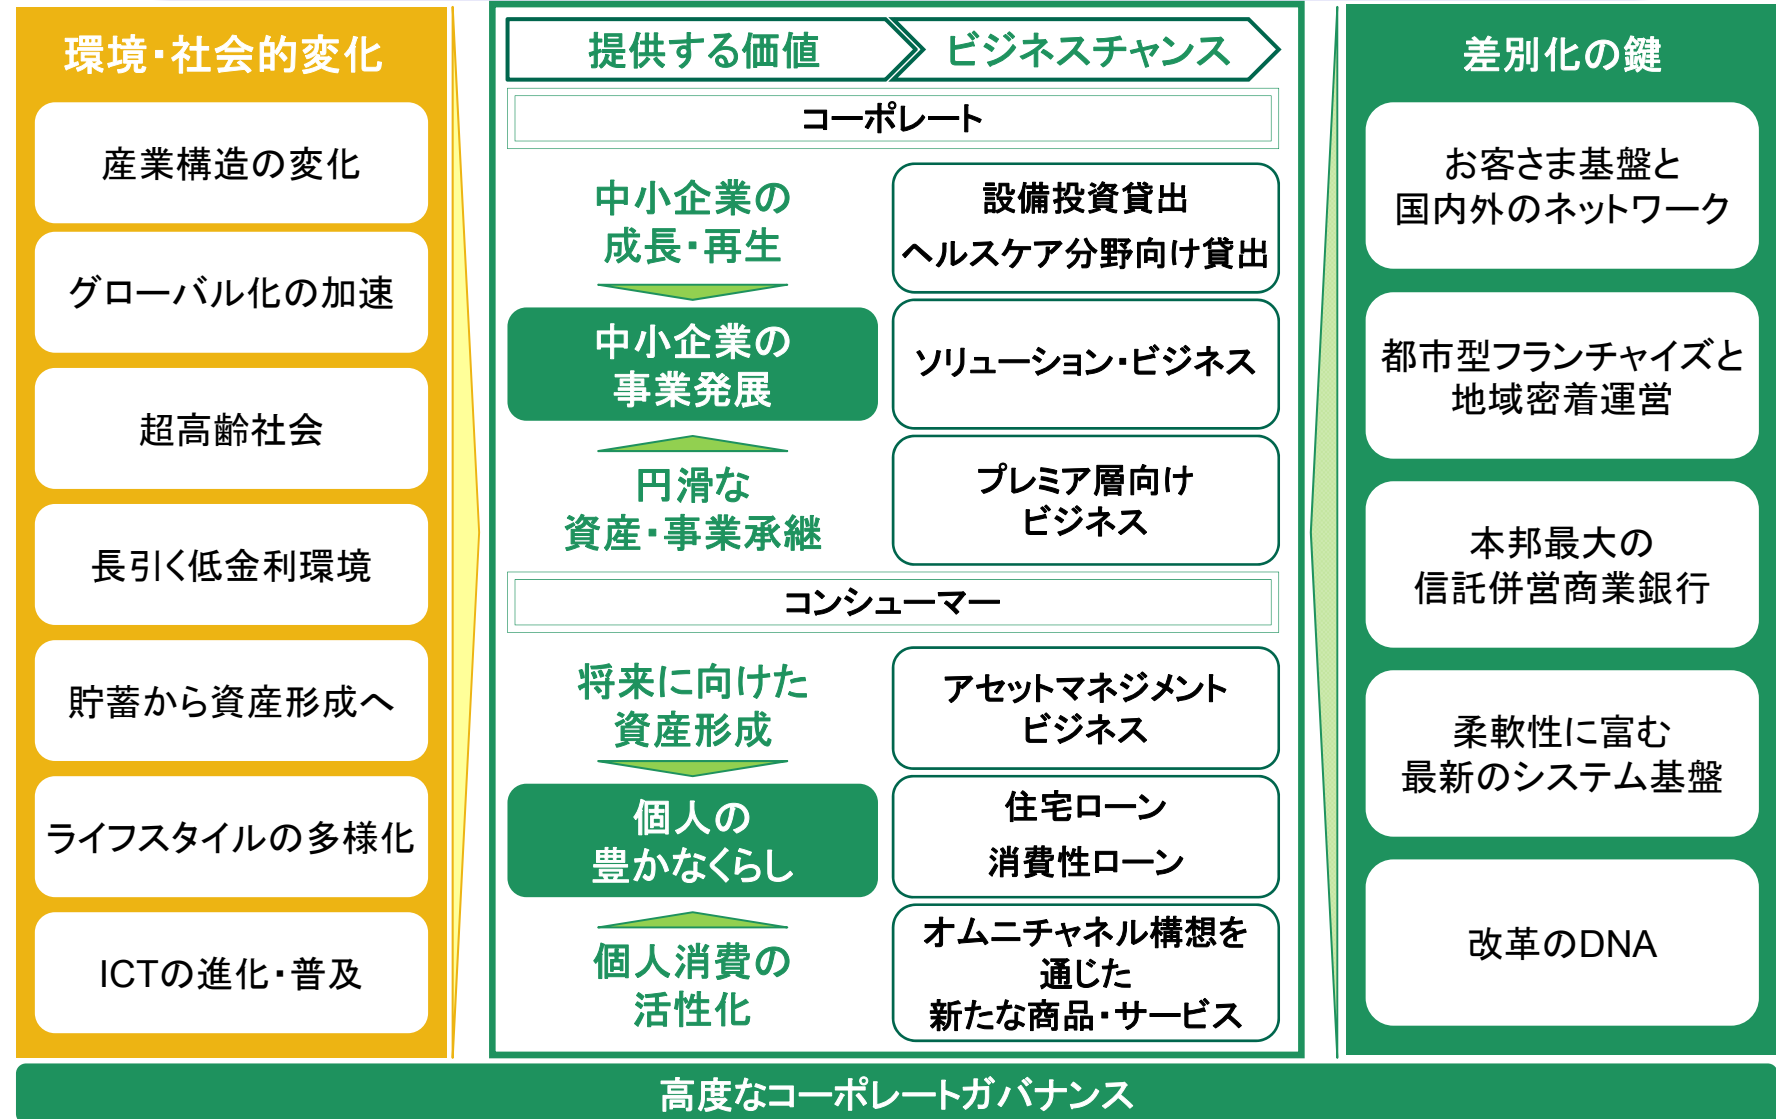 環境・社会的変化
産業構造の変化
グローバル化の加速
超高齢社会
長引く低金利環境
貯蓄から資産形成へ
ライフスタイルの多様化
ICTの進化・普及
提供する価値
ビジネスチャンス
コーポレート
中小企業の
成長・再生
中小企業の
事業発展
円滑な
資産・事業承継
設備投資貸出
ヘルスケア分野向け貸出
ソリューション・ビジネス
プレミア層向け
ビジネス
コンシューマー
将来に向けた
資産形成
個人の
豊かなくらし
個人消費の
活性化
アセットマネジメント
ビジネス
住宅ローン
消費性ローン
オムニチャネル構想を
通じた
新たな商品・サービス
差別化の鍵
お客さま基盤と
国内外のネットワーク
都市型フランチャイズと
地域密着運営
本邦最大の
信託併営商業銀行
柔軟性に富む
最新のシステム基盤
改革のDNA
高度なコーポレートガバナンス